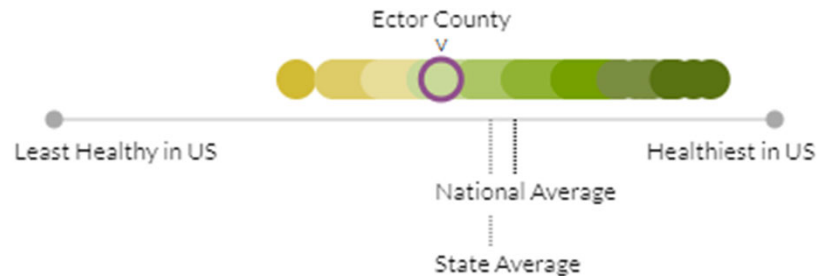 Ector County
v
Least Healthy in US
Healthiest in US
National Average
State Average